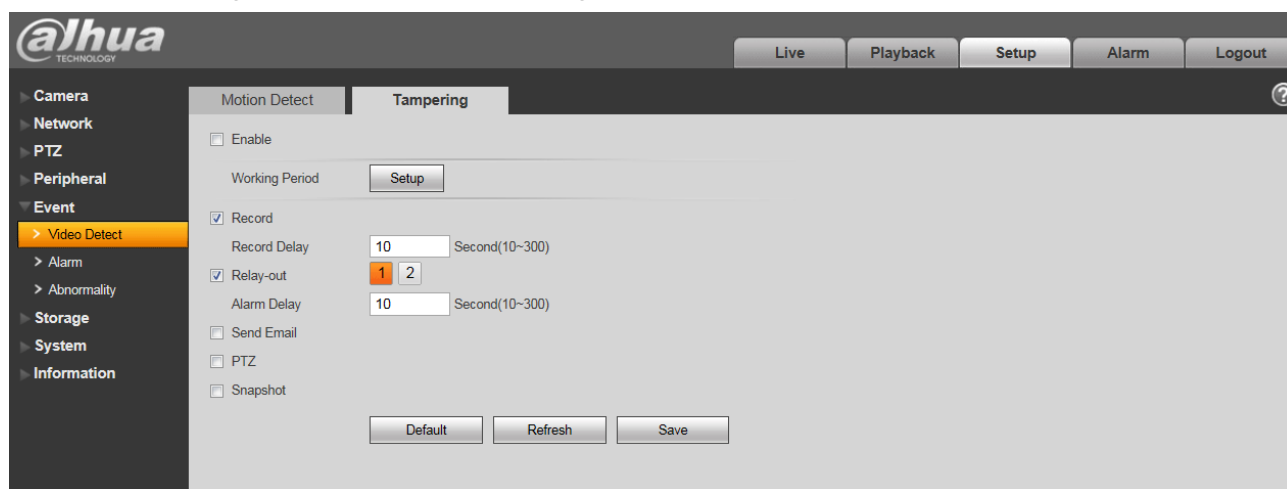 alhua
TECHNOLOGY
Live Playback Setup Alarm Logout
Camera
Network
PTZ
Peripheral
Event
> Video Detect
> Alarm
> Abnormality
Storage
System
Information
Motion Detect Tampering
?
Enable
Working Period Setup
Record
Record Delay 10 Second(10~300)
Relay-out 1 2
Alarm Delay 10 Second(10~300)
Send Email
PTZ
Snapshot
Default Refresh Save